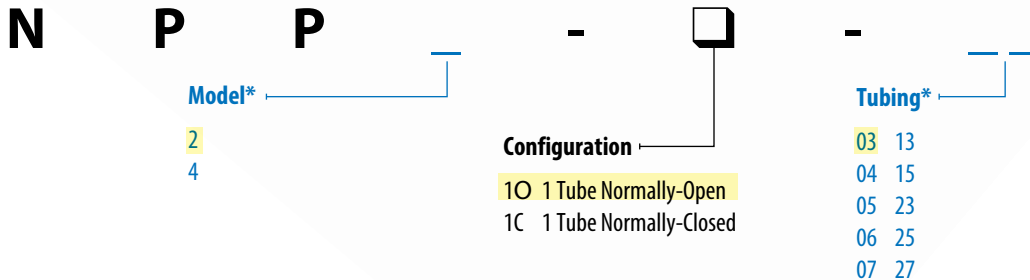 N P P _ - ❑ - _ _
Model*
2
4
Configuration
1O 1 Tube Normally-Open
1C 1 Tube Normally-Closed
Tubing*
03 13
04 15
05 23
06 25
07 27